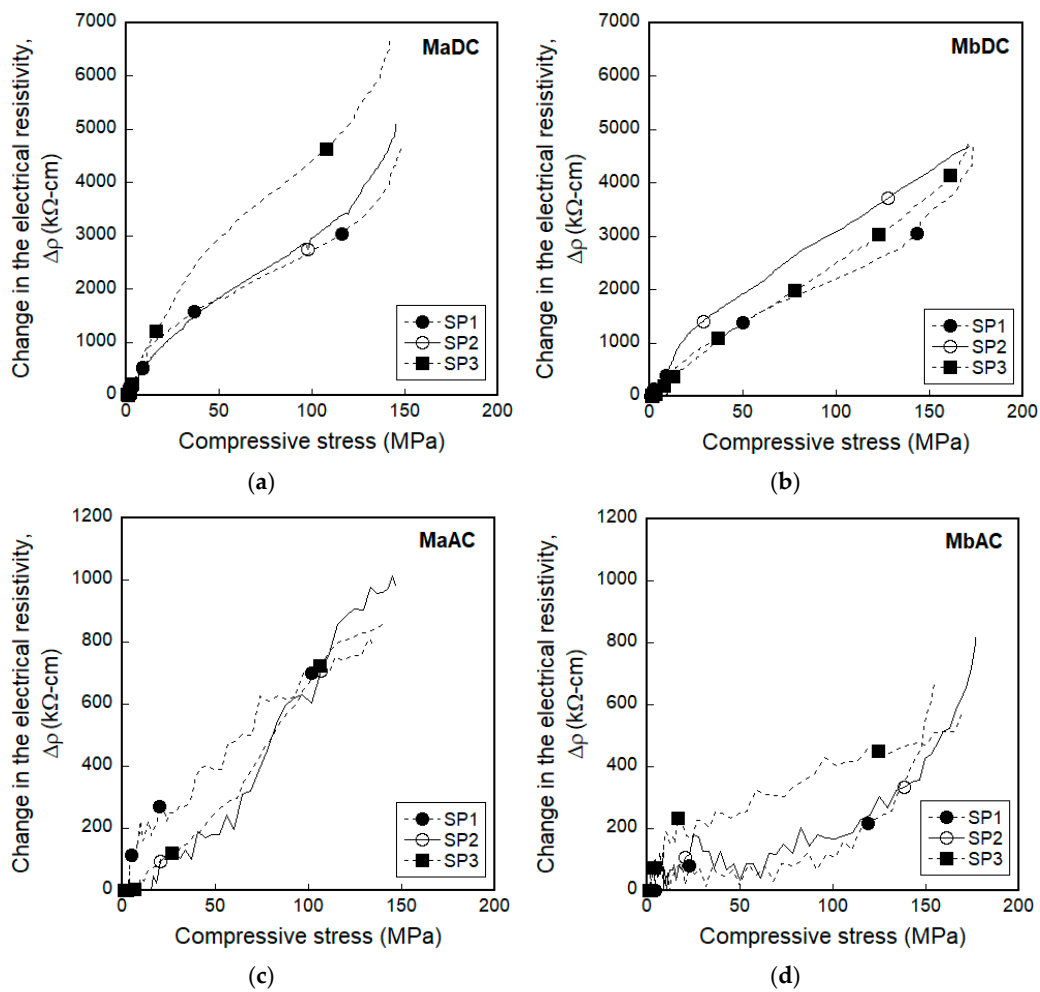 Change in the electrical resistivity,
Δρ (kΩ-cm)
7000
6000
5000
4000
3000
2000
1000
0
MaDC
SP1
SP2
SP3
0 50 100 150 200
Compressive stress (MPa)
(a)
Change in the electrical resistivity,
Δρ (kΩ-cm)
7000
6000
5000
4000
3000
2000
1000
0
MbDC
SP1
SP2
SP3
0 50 100 150 200
Compressive stress (MPa)
(b)
Change in the electrical resistivity,
Δρ (kΩ-cm)
1200
1000
800
600
400
200
0
MaAC
SP1
SP2
SP3
0 50 100 150 200
Compressive stress (MPa)
(c)
Change in the electrical resistivity,
Δρ (kΩ-cm)
1200
1000
800
600
400
200
0
MbAC
SP1
SP2
SP3
0 50 100 150 200
Compressive stress (MPa)
(d)